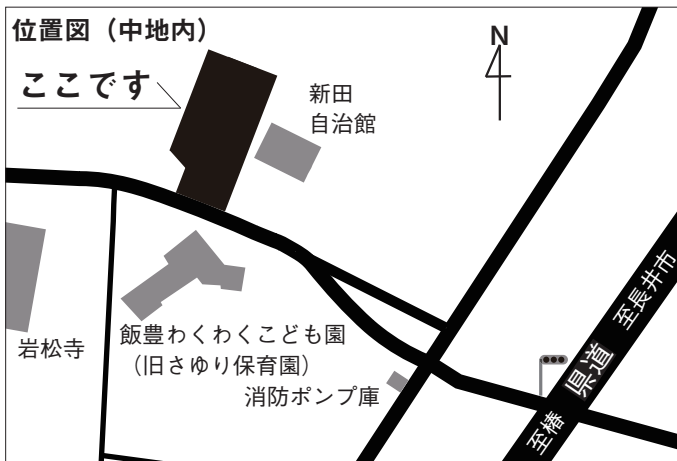 位置図（中地内）
ここです
N
新田
自治館
岩松寺
飯豊わくわくこども園
（旧さゆり保育園）
消防ポンプ庫
至長井市
県道
至椿